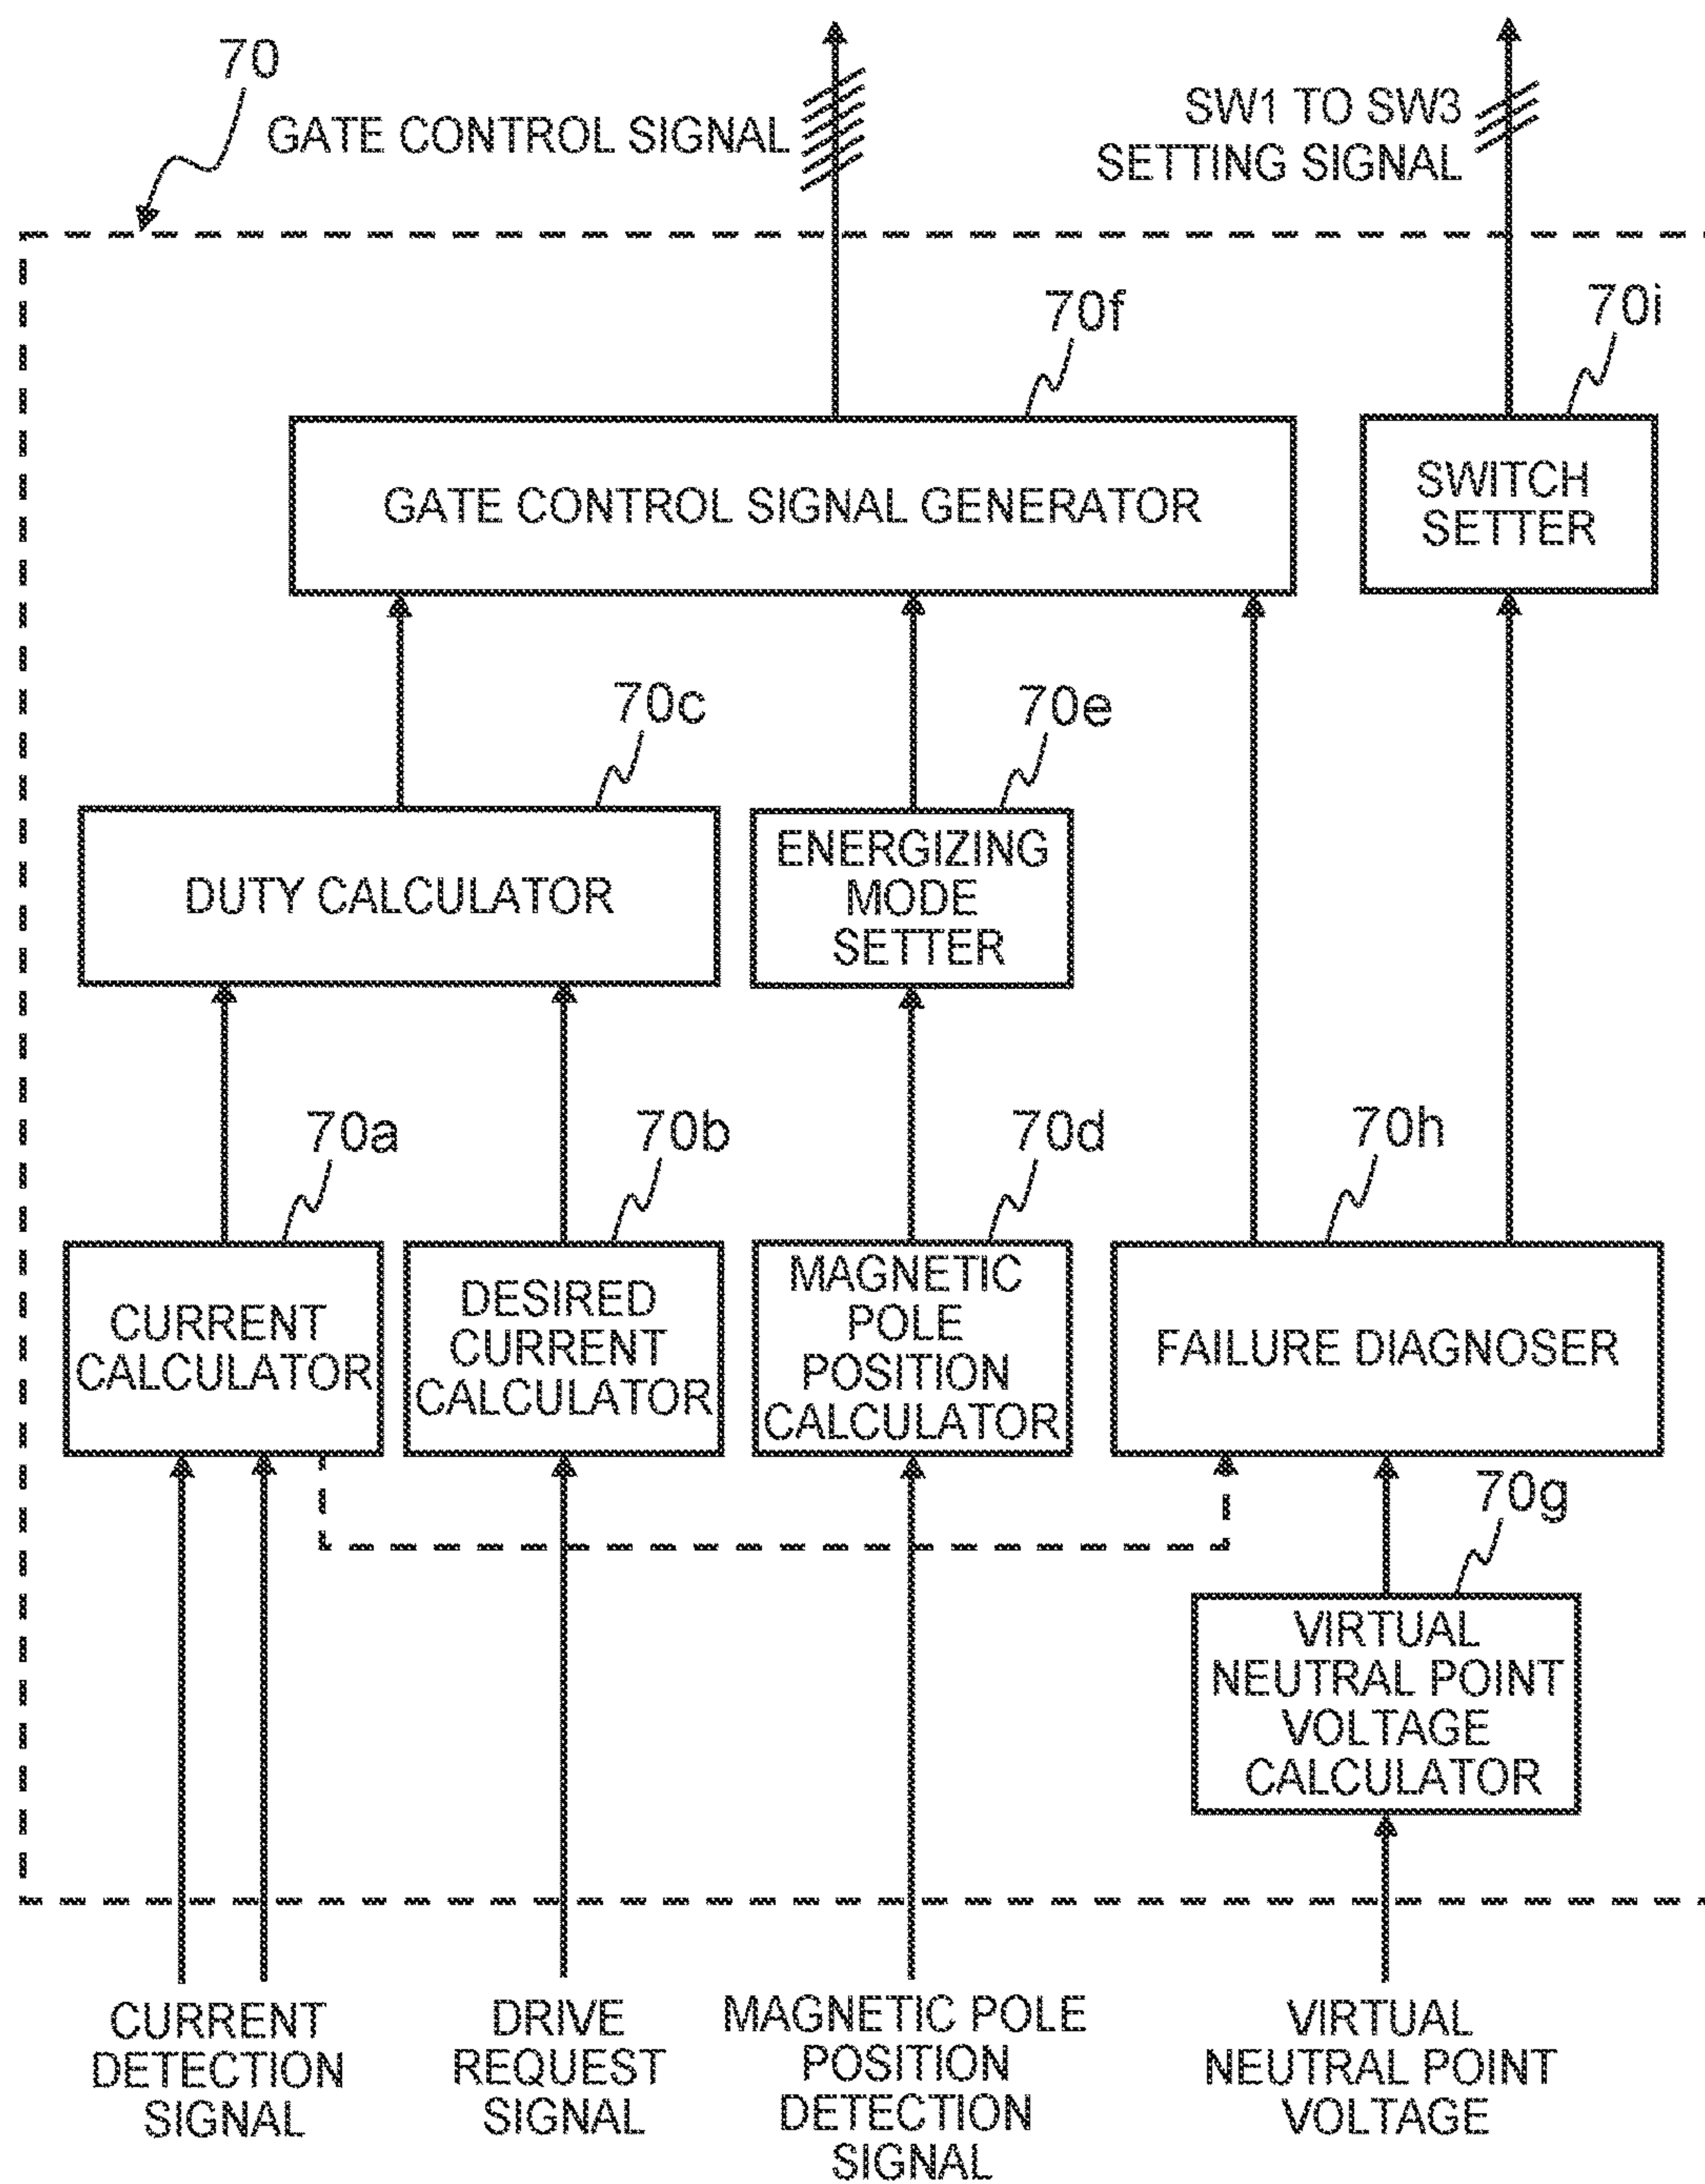 70
GATE CONTROL SIGNAL
SW1 TO SW3
SETTING SIGNAL
70f
70i
GATE CONTROL SIGNAL GENERATOR
SWITCH
SETTER
70c
70e
DUTY CALCULATOR
ENERGIZING
MODE
SETTER
70a
70b
70d
70h
CURRENT
CALCULATOR
DESIRED
CURRENT
CALCULATOR
MAGNETIC
POLE
POSITION
CALCULATOR
FAILURE DIAGNOSER
70g
VIRTUAL
NEUTRAL POINT
VOLTAGE
CALCULATOR
CURRENT
DETECTION
SIGNAL
DRIVE
REQUEST
SIGNAL
MAGNETIC POLE
POSITION
DETECTION
SIGNAL
VIRTUAL
NEUTRAL POINT
VOLTAGE